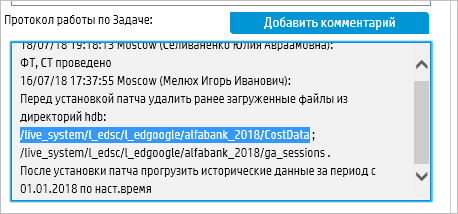 Протокол работы по Задаче:
Добавить комментарий
18/07/18 19:18:13 Moscow (Селиваненко Юлия Авраамовна):
ФТ, СТ проведено
16/07/18 17:37:55 Moscow (Мелюх Игорь Иванович):
Перед установкой патча удалить ранее загруженные файлы из
директорий hdb:
/live_system/l_edsc/l_edgoogle/alfabank_2018/CostData ;
/live_system/l_edsc/l_edgoogle/alfabank_2018/ga_sessions .
После установки патча прогрузить исторические данные за период с
01.01.2018 по наст.время